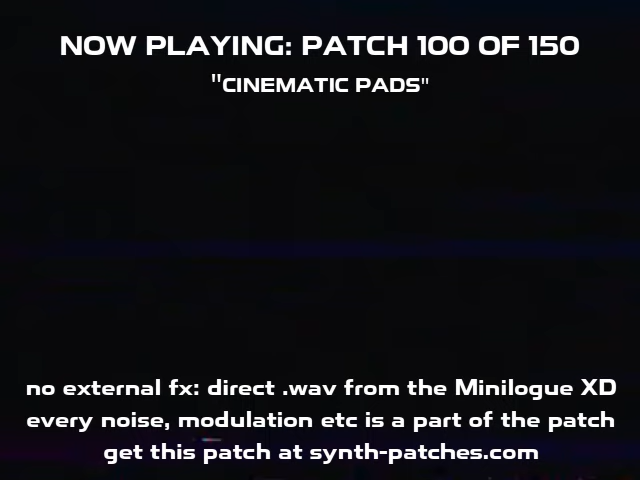 NOW PLAYING: PATCH 100 OF 150
"CINEMATIC PADS"
no external fx: direct .wav from the Minilogue XD
every noise, modulation etc is a part of the patch
get this patch at synth-patches.com